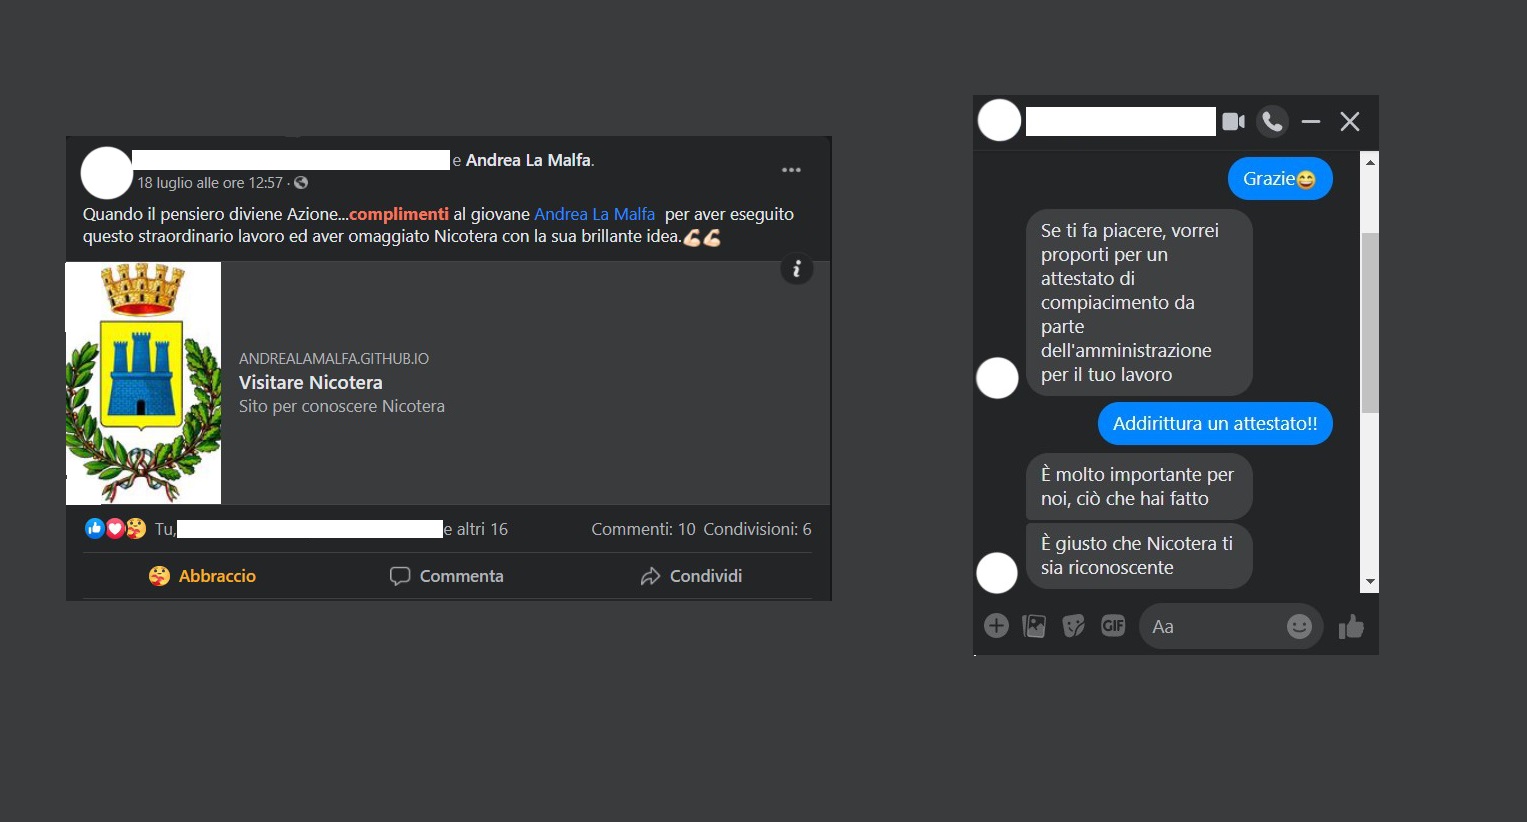 e Andrea La Malfa.
18 luglio alle ore 12:57 ·
Quando il pensiero diviene Azione...complimenti al giovane Andrea La Malfa per aver eseguito
questo straordinario lavoro ed aver omaggiato Nicotera con la sua brillante idea.💪🏻💪🏻
ANDREALAMALFA.GITHUB.IO
Visitare Nicotera
Sito per conoscere Nicotera
Tu, e altri 16 Commenti: 10 Condivisioni: 6
Abbraccio Commenta Condividi
Grazie😄
Se ti fa piacere, vorrei
proporti per un
attestato di
compiacimento da
parte
dell'amministrazione
per il tuo lavoro
Addirittura un attestato!!
È molto importante per
noi, ciò che hai fatto
È giusto che Nicotera ti
sia riconoscente
GIF Aa